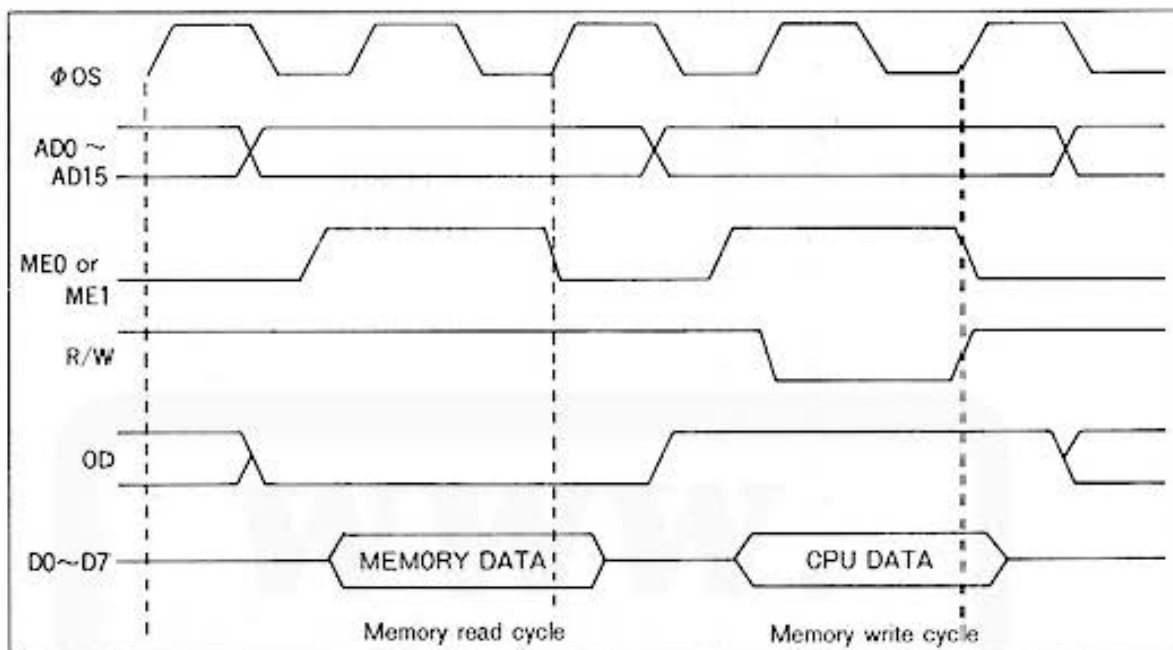 ΦOS
AD0 ~
AD15
ME0 or
ME1
R/W
OD
D0~D7
MEMORY DATA
CPU DATA
Memory read cycle
Memory write cycle
www.